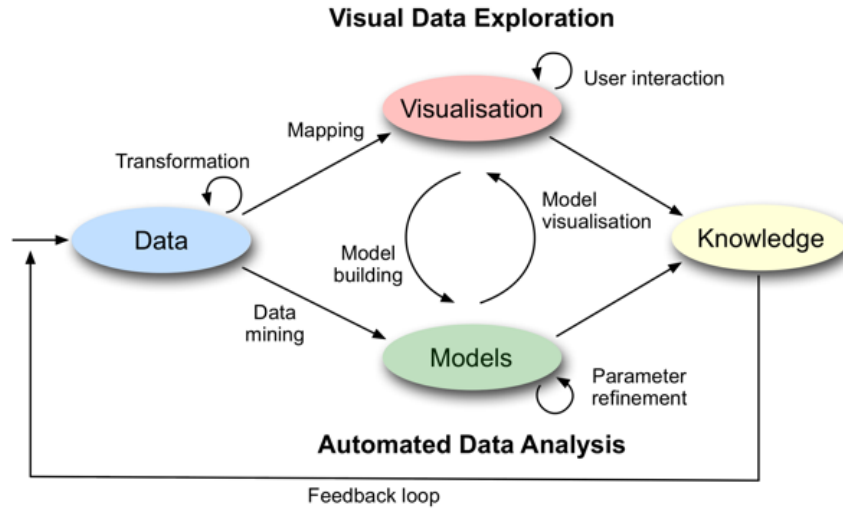 Visual Data Exploration
User interaction
Visualisation
Mapping
Transformation
Model
visualisation
Data
Knowledge
Model
building
Data
mining
Models
Parameter
refinement
Automated Data Analysis
Feedback loop